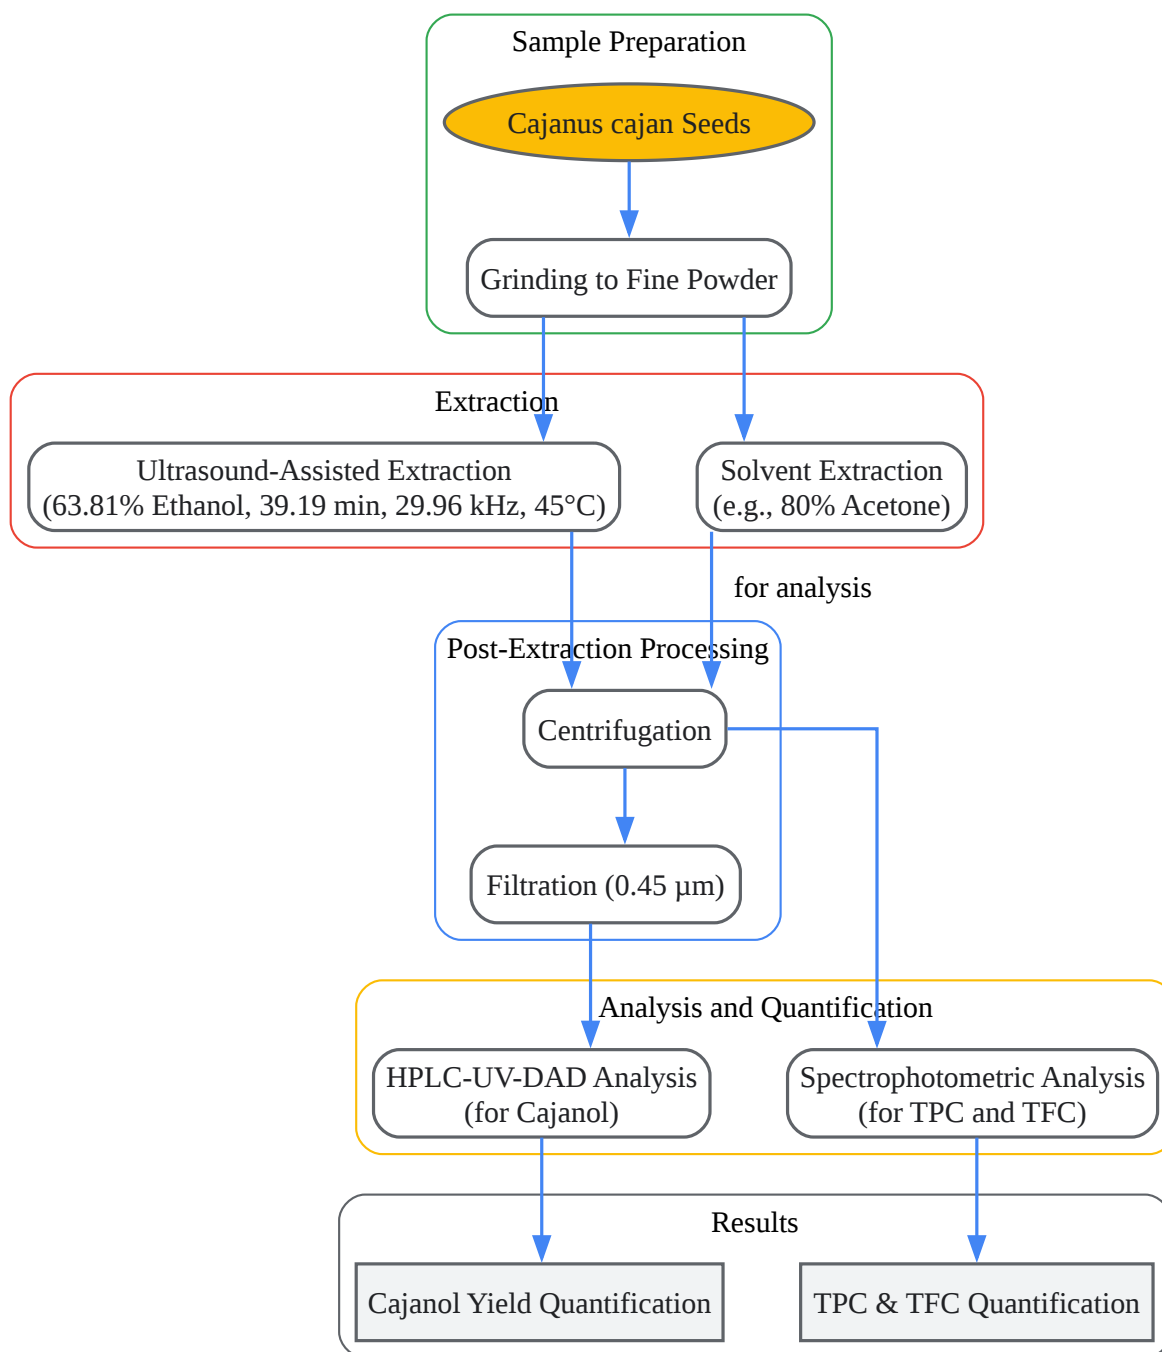 Sample Preparation
Cajanus cajan Seeds
Grinding to Fine Powder
Extraction
Ultrasound-Assisted Extraction
(63.81% Ethanol, 39.19 min, 29.96 kHz, 45°C)
Solvent Extraction
(e.g., 80% Acetone)
for analysis
Post-Extraction Processing
Centrifugation
Filtration (0.45 µm)
Analysis and Quantification
HPLC-UV-DAD Analysis
(for Cajanol)
Spectrophotometric Analysis
(for TPC and TFC)
Results
Cajanol Yield Quantification
TPC & TFC Quantification